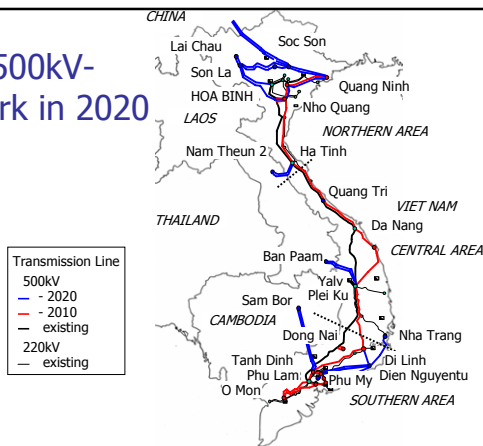 CHINA
Lai Chau
Soc Son
500kV-
Son La
Quang Ninh
rk in 2020
HOA BINH
Nho Quang
LAOS
NORTHERN AREA
Nam Theun 2
Ha Tinh
Quang Tri
VIET NAM
THAILAND
Da Nang
CENTRAL AREA
Ban Paam
Transmission Line
500kV
- 2020
- 2010
existing
220kV
existing
Yalv
Plei Ku
Sam Bor
CAMBODIA
Dong Nai
Nha Trang
Tanh Dinh
Di Linh
Phu Lam
Phu My
Dien Nguyentu
O Mon
SOUTHERN AREA